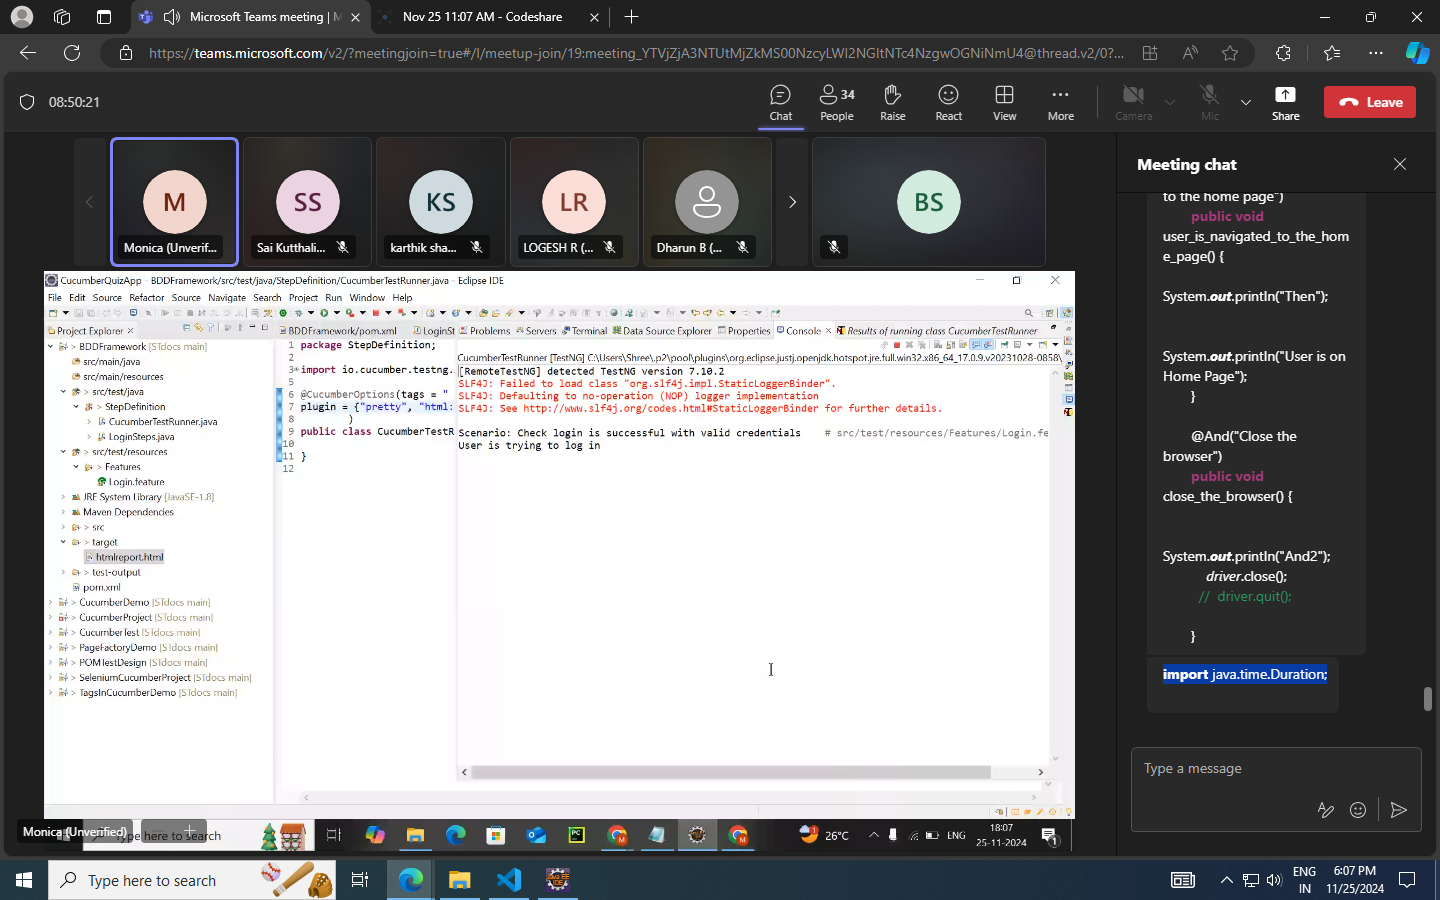 Microsoft Teams meeting | M
Nov 25 11:07 AM - Codeshare
https://teams.microsoft.com/v2/?meetingjoin=true#/l/meetup-join/19:meeting_YTVjZjA3NTUtMjZkMS00NzcyLWI2NGItNTc4NzgwOGNiNmU4@thread.v2/0?...
08:50:21
Chat
34
People
Raise
React
View
More
Camera
Mic
Share
Leave
M
Monica (Unverif...
SS
Sai Kutthali...
KS
karthik sha...
LR
LOGESH R (...
Dharun B (...
BS
CucumberQuizApp - BDDFramework/src/test/java/StepDefinition/CucumberTestRunner.java - Eclipse IDE
File Edit Source Refactor Source Navigate Search Project Run Window Help
Project Explorer
BDDFramework [STdocs main]
src/main/java
src/main/resources
> src/test/java
> StepDefinition
CucumberRunner.java
LoginSteps.java
> src/test/resources
> Features
Login.feature
JRE System Library [JavaSE-1.8]
Maven Dependencies
> src
> target
htmlreport.html
> test-output
pom.xml
> CucumberDemo [STdocs main]
> CucumberProject [STdocs main]
> CucumberTest [STdocs main]
> PageFactoryDemo [STdocs main]
> POMTestDesign [STdocs main]
> SeleniumCucumberProject [STdocs main]
> TagsInCucumberDemo [STdocs main]
BDDFramework/pom.xml
LoginSt
1 package StepDefinition;
2
3 import io.cucumber.testng.
5
6 @CucumberOptions(tags = "
7 plugin = {"pretty", "html:
8 )
9 public class CucumberTestR
10
11 }
12
Problems
Servers
Terminal
Data Source Explorer
Properties
Console
Results of running class CucumberTestRunner
CucumberTestRunner [TestNG] C:\Users\Shree\.p2\pool\plugins\org.eclipse.justj.openjdk.hotspot.jre.full.win32.x86_64_17.0.9.v20231028-0858\
[RemoteTestNG] detected TestNG version 7.10.2
SLF4J: Failed to load class "org.slf4j.impl.StaticLoggerBinder".
SLF4J: Defaulting to no-operation (NOP) logger implementation
SLF4J: See http://www.slf4j.org/codes.html#StaticLoggerBinder for further details.
Scenario: Check login is successful with valid credentials # src/test/resources/Features/Login.fe
User is trying to log in
Monica (Unverified)
Type here to search
26°C
ENG
18:07
25-11-2024
1
Meeting chat
to the home page")
public void
user_is_navigated_to_the_hom
e_page() {
System.out.println("Then");
System.out.println("User is on
Home Page");
}
@And("Close the
browser")
public void
close_the_browser() {
System.out.println("And2");
driver.close();
// driver.quit();
}
import java.time.Duration;
Type a message
Type here to search
ENG
IN
6:07 PM
11/25/2024